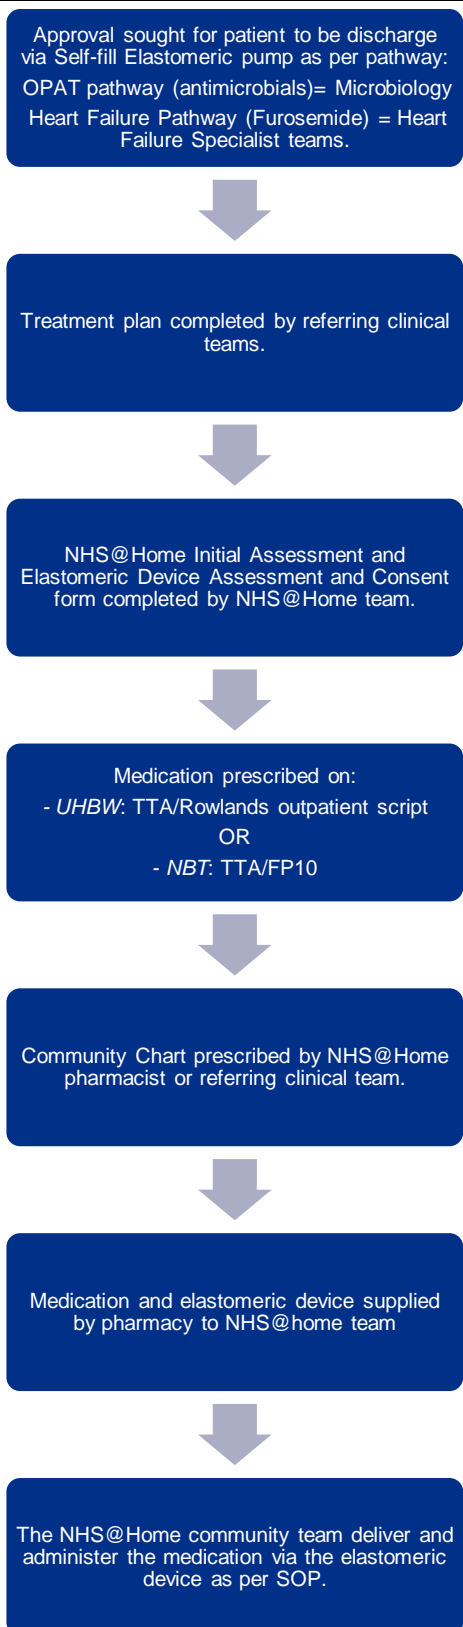 Approval sought for patient to be discharge
via Self-fill Elastomeric pump as per pathway:
OPAT pathway (antimicrobials)= Microbiology
Heart Failure Pathway (Furosemide) = Heart
Failure Specialist teams.
Treatment plan completed by referring clinical
teams.
NHS@Home Initial Assessment and
Elastomeric Device Assessment and Consent
form completed by NHS@Home team.
Medication prescribed on:
- UHBW: TTA/Rowlands outpatient script
OR
- NBT: TTA/FP10
Community Chart prescribed by NHS@Home
pharmacist or referring clinical team.
Medication and elastomeric device supplied
by pharmacy to NHS@home team
The NHS@Home community team deliver and
administer the medication via the elastomeric
device as per SOP.